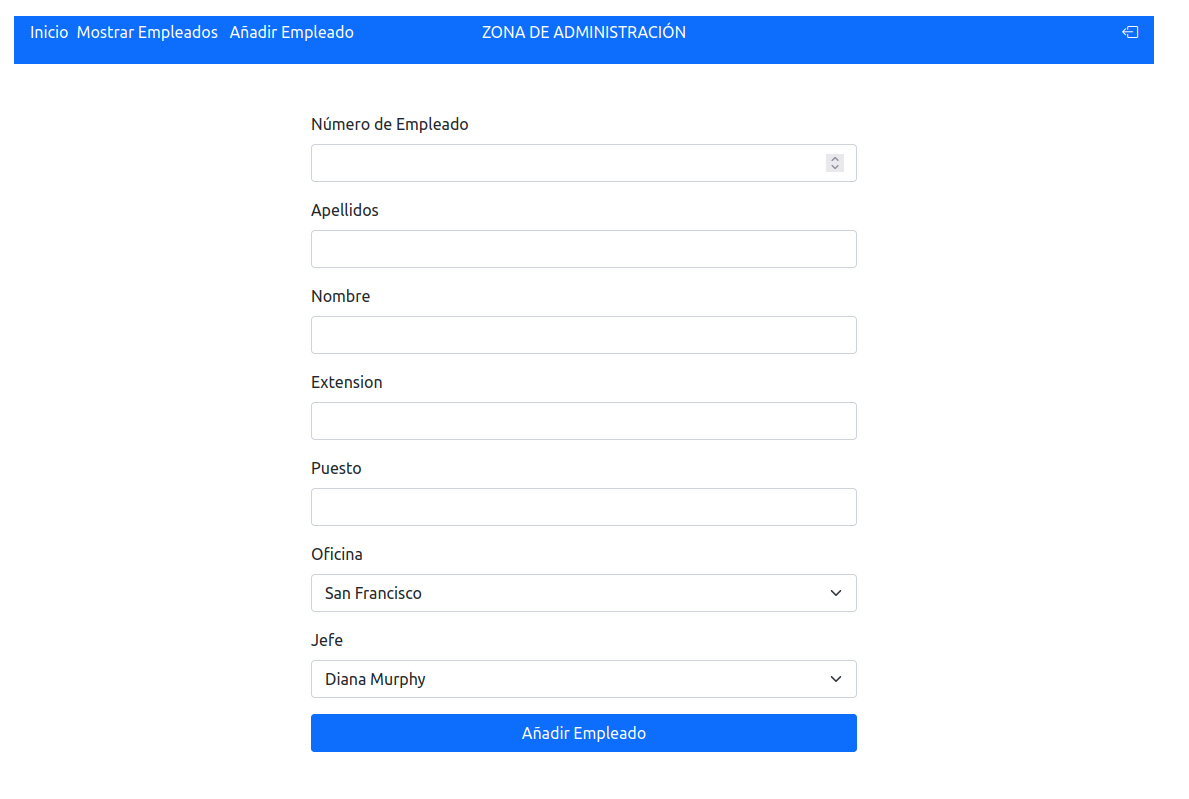 Inicio Mostrar Empleados Añadir Empleado ZONA DE ADMINISTRACIÓN
Número de Empleado
Apellidos
Nombre
Extension
Puesto
Oficina
San Francisco
Jefe
Diana Murphy
Añadir Empleado